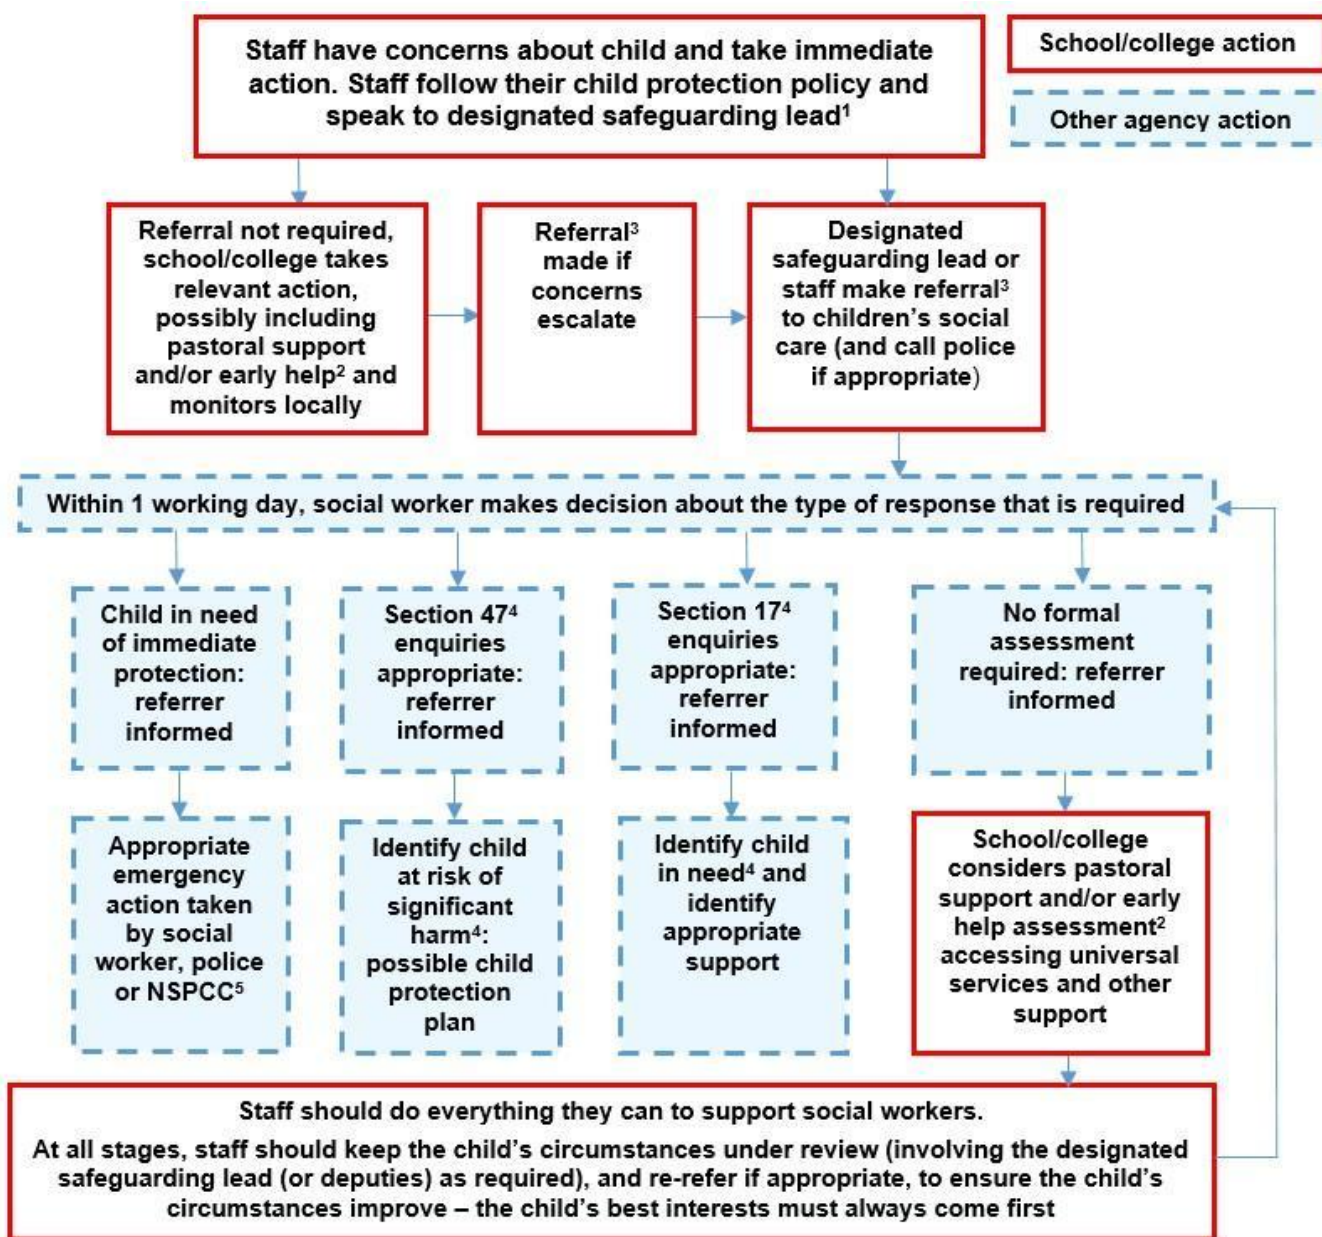 Staff have concerns about child and take immediate
action. Staff follow their child protection policy and
speak to designated safeguarding lead¹
School/college action
Other agency action
Referral not required,
school/college takes
relevant action,
possibly including
pastoral support
and/or early help² and
monitors locally
Referral³
made if
concerns
escalate
Designated
safeguarding lead or
staff make referral³
to children’s social
care (and call police
if appropriate)
Within 1 working day, social worker makes decision about the type of response that is required
Child in need
of immediate
protection:
referrer
informed
Section 47⁴
enquiries
appropriate:
referrer
informed
Section 17⁴
enquiries
appropriate:
referrer
informed
No formal
assessment
required: referrer
informed
Appropriate
emergency
action taken
by social
worker, police
or NSPCC⁵
Identify child
at risk of
significant
harm⁴:
possible child
protection
plan
Identify child
in need⁴ and
identify
appropriate
support
School/college
considers pastoral
support and/or early
help assessment²
accessing universal
services and other
support
Staff should do everything they can to support social workers.
At all stages, staff should keep the child’s circumstances under review (involving the designated
safeguarding lead (or deputies) as required), and re-refer if appropriate, to ensure the child’s
circumstances improve – the child’s best interests must always come first